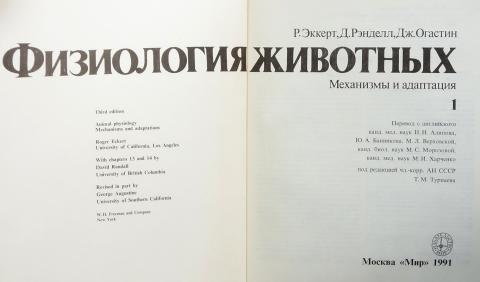 Р. Эккерт, Д. Рэнделл, Дж. Огастин
Физиология животных
Механизмы и адаптация
1
Third edition
Animal physiology
Mechanisms and adaptations
Roger Eckert
University of California, Los Angeles
With chapters 13 and 14 by
David Randall
University of British Columbia
Revised in part by
George Augustine
University of Southern California
W.H. Freeman and Company
New York
Перевод с английского
канд. мед. наук Н.Н. Алипова,
Ю.А. Банникова, М.Л. Верховской,
канд. биол. наук М.С. Морозовой,
канд. мед. наук М.И. Харченко
под редакцией чл.-корр. АН СССР
Т.М. Турпаева
Москва «Мир» 1991